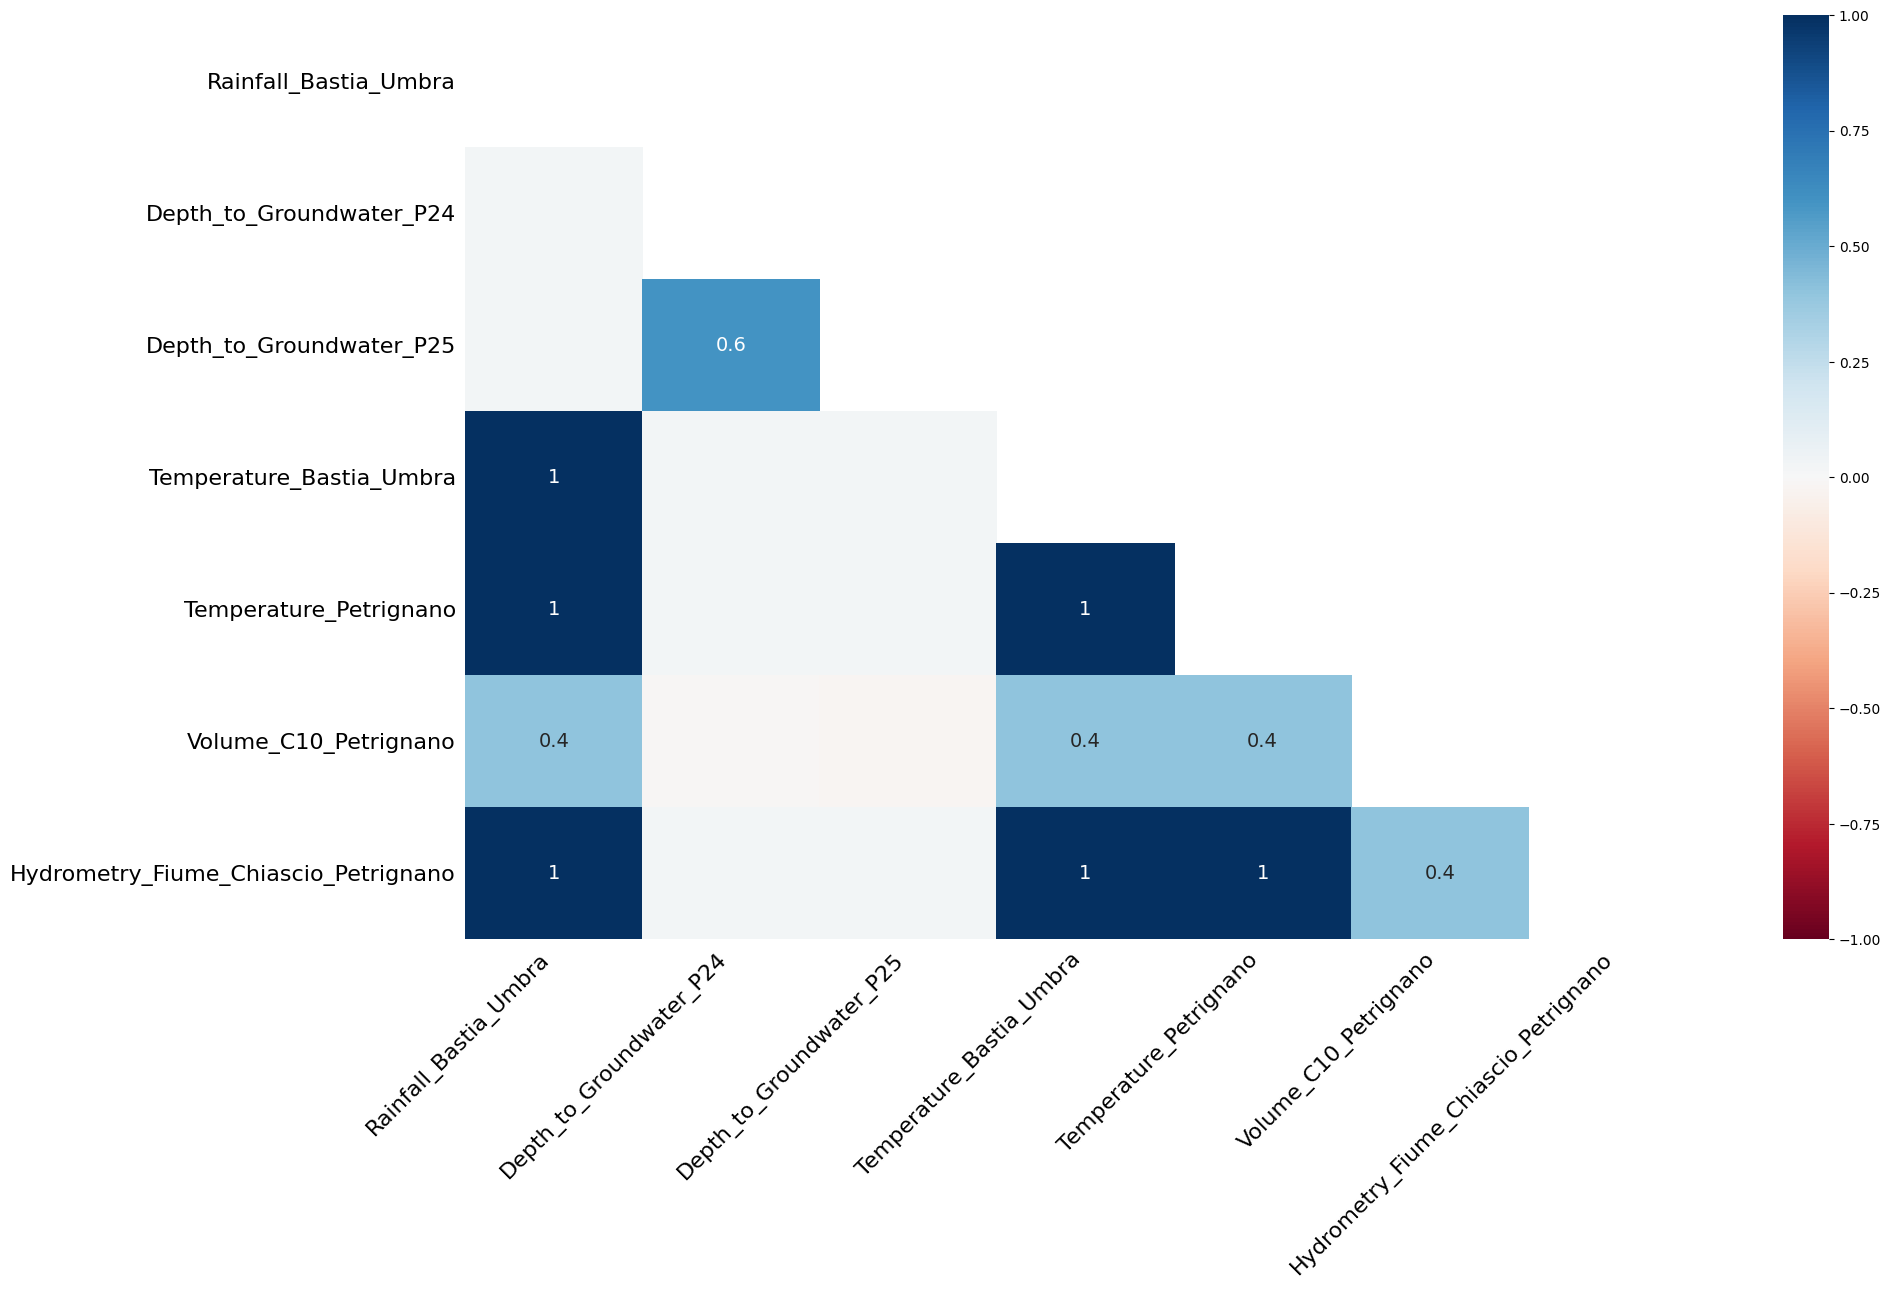 1.00
Rainfall_Bastia_Umbra
0.75
Depth_to_Groundwater_P24
0.50
Depth_to_Groundwater_P25
0.6
0.25
Temperature_Bastia_Umbra
1
0.00
Temperature_Petrignano
1
1
−0.25
Volume_C10_Petrignano
0.4
0.4
0.4
−0.50
−0.75
Hydrometry_Fiume_Chiascio_Petrignano
1
1
1
0.4
−1.00
Rainfall_Bastia_Umbra
Depth_to_Groundwater_P24
Depth_to_Groundwater_P25
Temperature_Bastia_Umbra
Temperature_Petrignano
Volume_C10_Petrignano
Hydrometry_Fiume_Chiascio_Petrignano